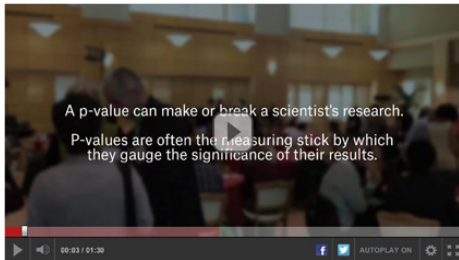 A p-value can make or break a scientist's research.
P-values are often the measuring stick by which
they gauge the significance of their results.
00:03 / 01:30
AUTOPLAY ON